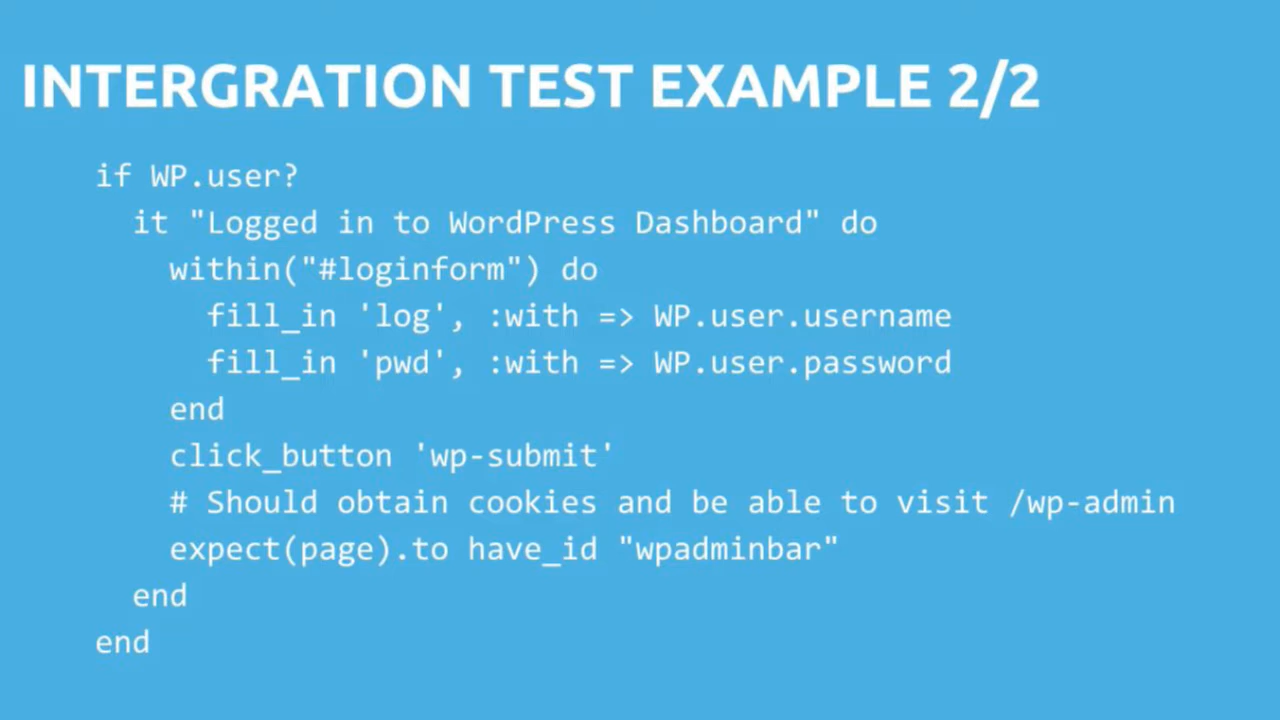 INTERGRATION TEST EXAMPLE 2/2
if WP.user?
  it "Logged in to WordPress Dashboard" do
    within("#loginform") do
      fill_in 'log', :with => WP.user.username
      fill_in 'pwd', :with => WP.user.password
    end
    click_button 'wp-submit'
    # Should obtain cookies and be able to visit /wp-admin
    expect(page).to have_id "wpadminbar"
  end
end